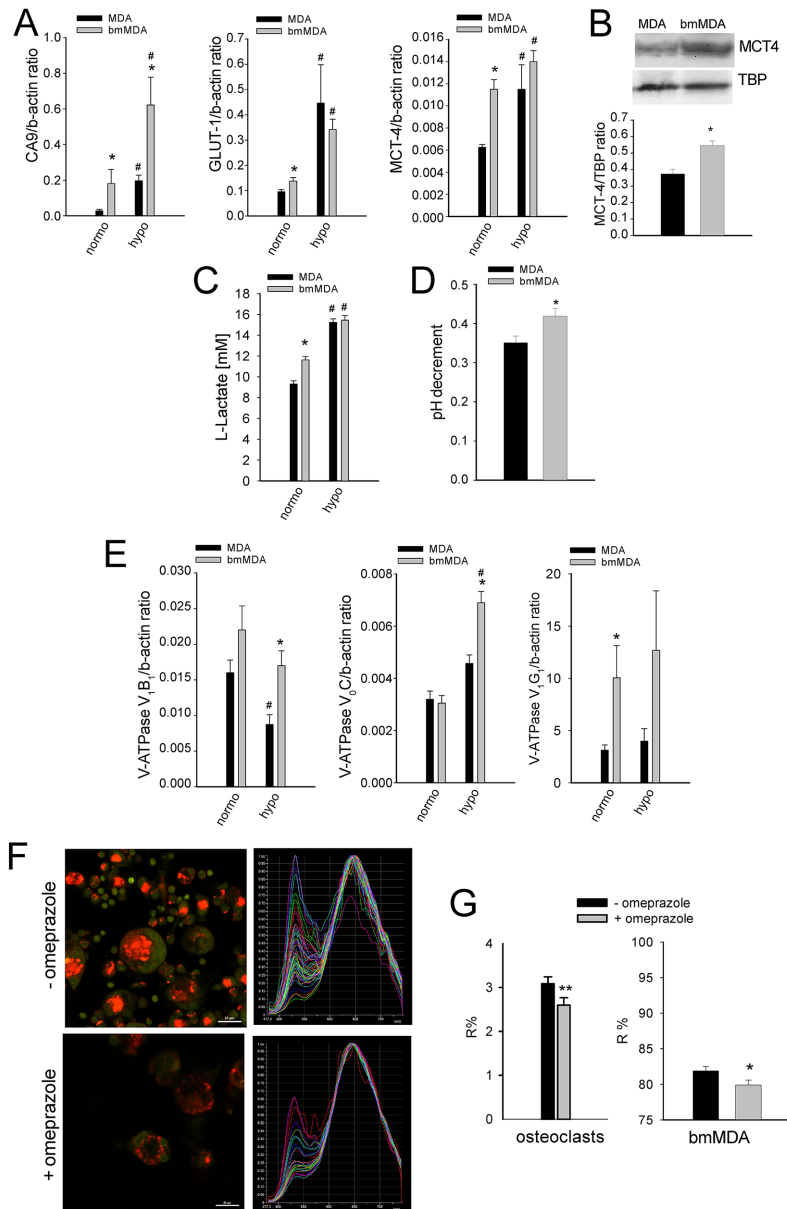 A
MDA
bmMDA
CA9/b-actin ratio
1.0
0.8
0.6
0.4
0.2
0.0
*
#
#
*
normo
hypo
MDA
bmMDA
GLUT-1/b-actin ratio
0.7
0.6
0.5
0.4
0.3
0.2
0.1
0.0
*
#
#
normo
hypo
MDA
bmMDA
MCT-4/b-actin ratio
0.016
0.014
0.012
0.010
0.008
0.006
0.004
0.002
0.000
*
#
#
normo
hypo
B
MDA bmMDA
MCT4
TBP
MCT-4/TBP ratio
0.7
0.6
0.5
0.4
0.3
0.2
0.1
0.0
*
C
MDA
bmMDA
L-Lactate [mM]
18
16
14
12
10
8
6
4
2
0
*
# #
normo
hypo
D
MDA
bmMDA
pH decrement
0.5
0.4
0.3
0.2
0.1
0.0
*
E
MDA
bmMDA
V-ATPase V1B1/b-actin ratio
0.030
0.025
0.020
0.015
0.010
0.005
0.000
#
*
normo
hypo
MDA
bmMDA
V-ATPase V0C/b-actin ratio
0.008
0.006
0.004
0.002
0.000
#
*
normo
hypo
MDA
bmMDA
V-ATPase V1G1/b-actin ratio
20
15
10
5
0
*
normo
hypo
F
- omeprazole
+ omeprazole
G
- omeprazole
+ omeprazole
R%
4
3
2
1
0
**
osteoclasts
R %
100
95
90
85
80
75
*
bmMDA